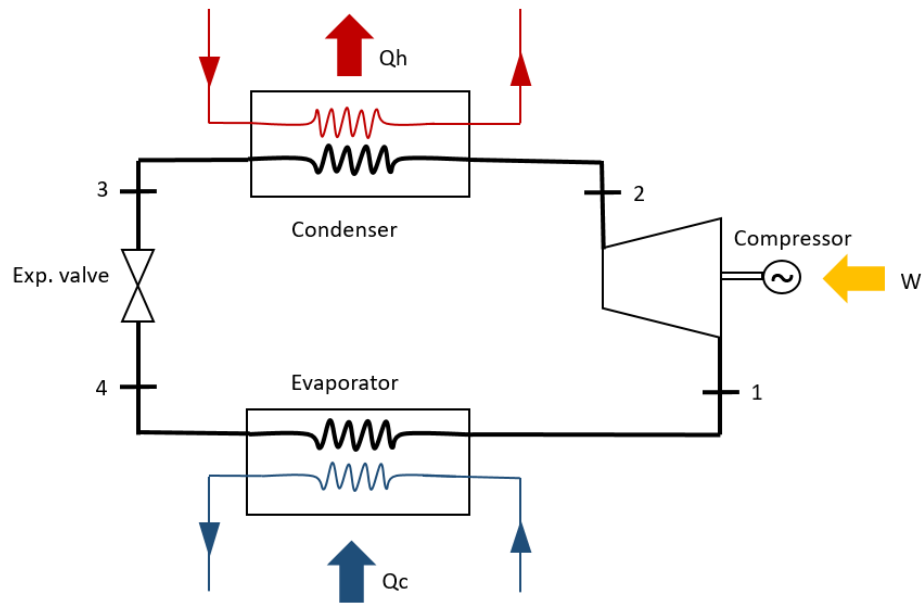 Qh
3
2
Condenser
Compressor
Exp. valve
W
Evaporator
4
1
Qc